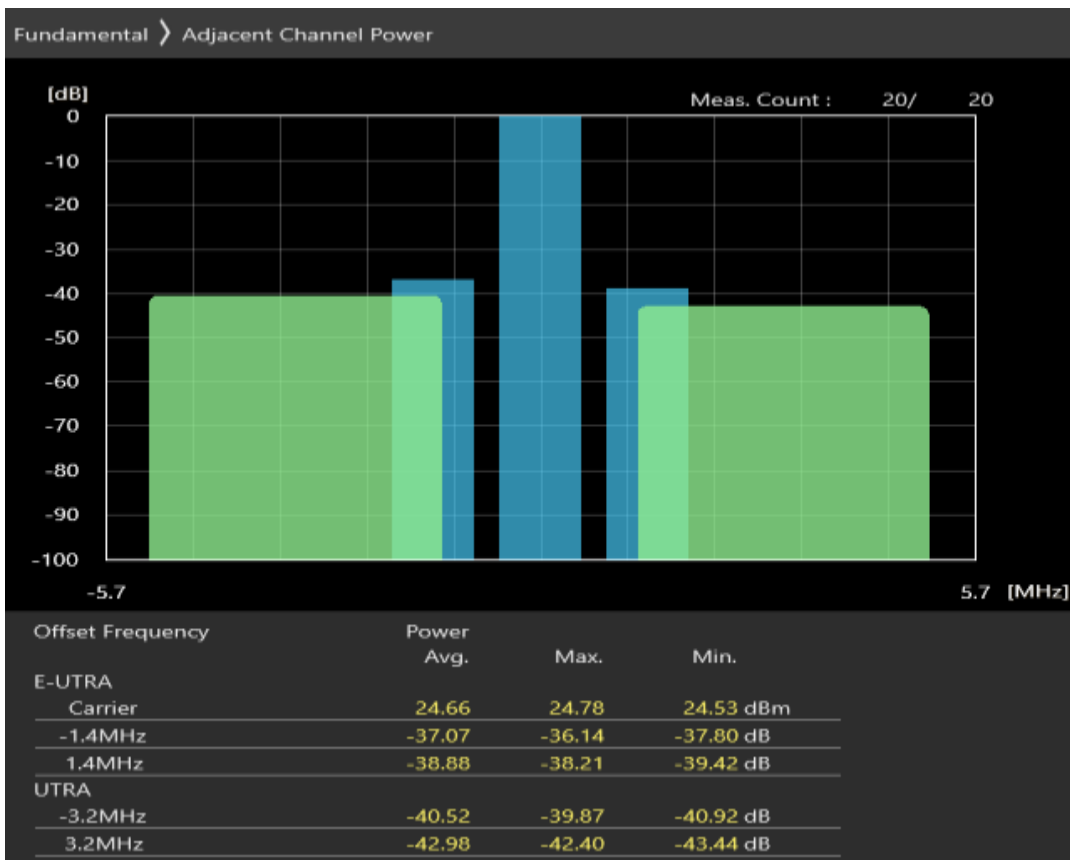 Fundamental 〉 Adjacent Channel Power
[dB]
Meas. Count : 20/ 20
0
-10
-20
-30
-40
-50
-60
-70
-80
-90
-100
-5.7 5.7 [MHz]
Offset Frequency Power
Avg. Max. Min.
E-UTRA
Carrier 24.66 24.78 24.53 dBm
-1.4MHz -37.07 -36.14 -37.80 dB
1.4MHz -38.88 -38.21 -39.42 dB
UTRA
-3.2MHz -40.52 -39.87 -40.92 dB
3.2MHz -42.98 -42.40 -43.44 dB